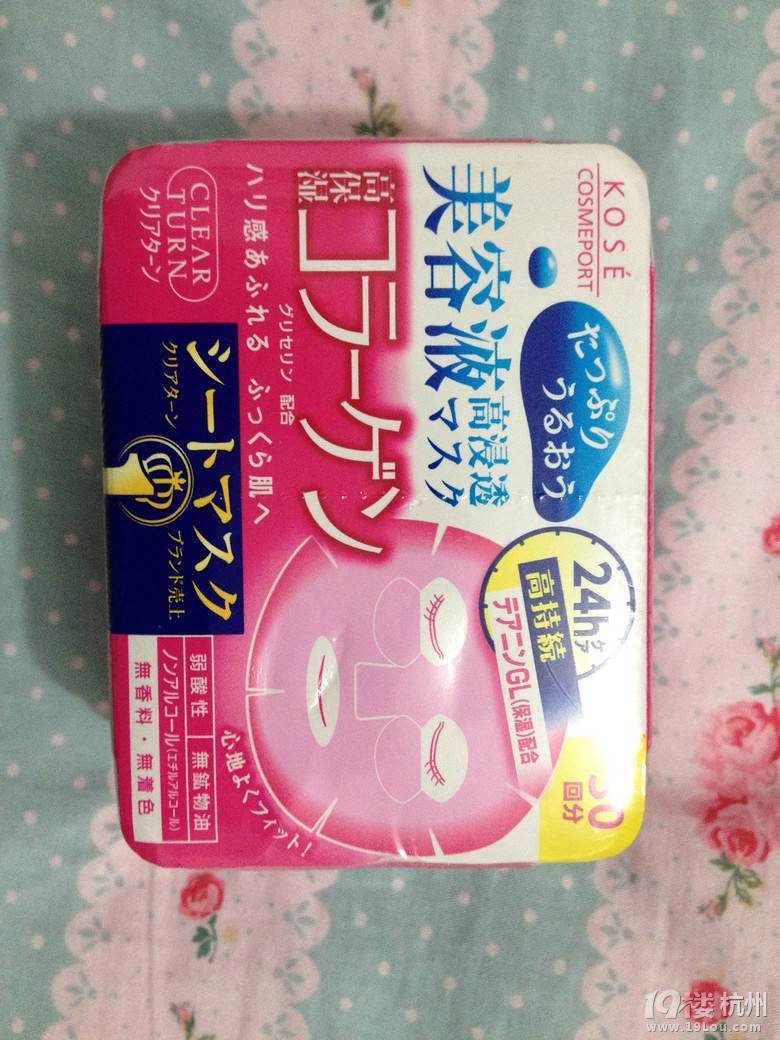 KOSÉ
COSMEPORT
たっぷり
うるおう
美容液
高浸透
マスク
高保湿
コラーゲン
グリセリン 配合
ハリ感あふれる ふっくら肌へ
CLEAR
TURN
クリアターン
24hケア
高持続
テアニンGL(保湿)配合
回分
シートマスク
クリアターン
ブランド売上
弱酸性
無鉱物油
ノンアルコール(エチルアルコール)
無香料・無着色
心地よくフィット!
19楼 杭州
www.19lou.com